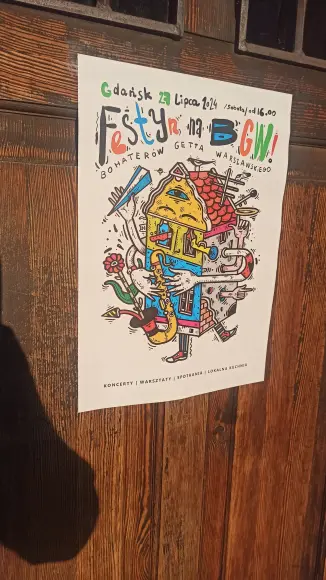 Gdańsk 27 Lipca 2024 /Sobota/ od 16.00
Festyn na BGW!
BOHATERÓW GETTA WARSZAWSKIEGO
KONCERTY | WARSZTATY | SPOTKANIA | LOKALNA KUCHNIA